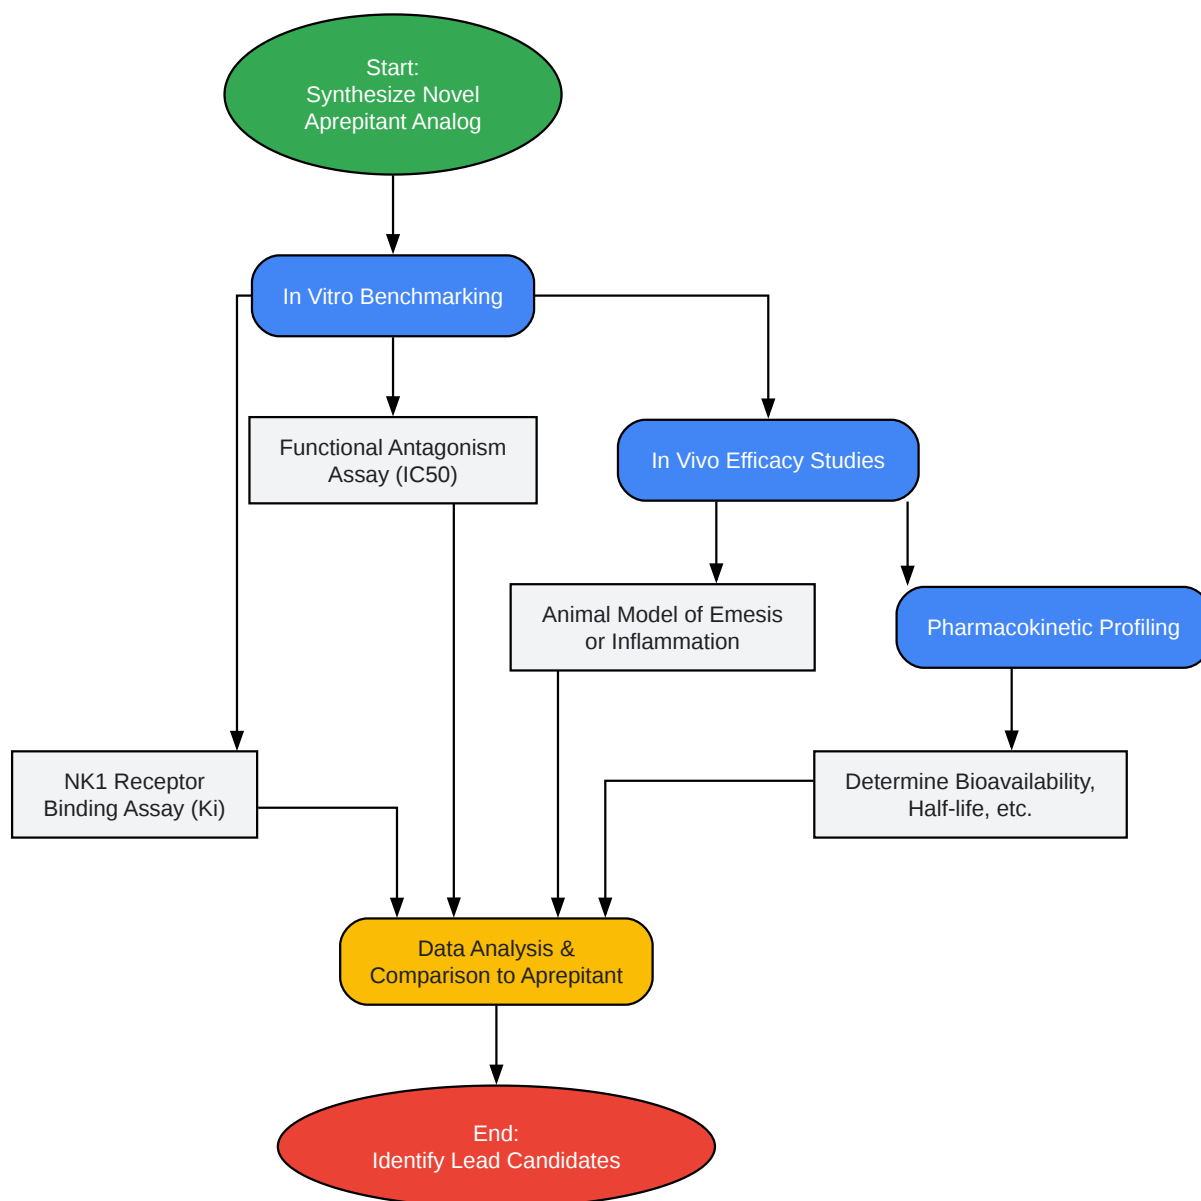 Start:
Synthesize Novel
Aprepitant Analog
In Vitro Benchmarking
Functional Antagonism
Assay (IC50)
In Vivo Efficacy Studies
Animal Model of Emesis
or Inflammation
Pharmacokinetic Profiling
NK1 Receptor
Binding Assay (Ki)
Determine Bioavailability,
Half-life, etc.
Data Analysis &
Comparison to Aprepitant
End:
Identify Lead Candidates